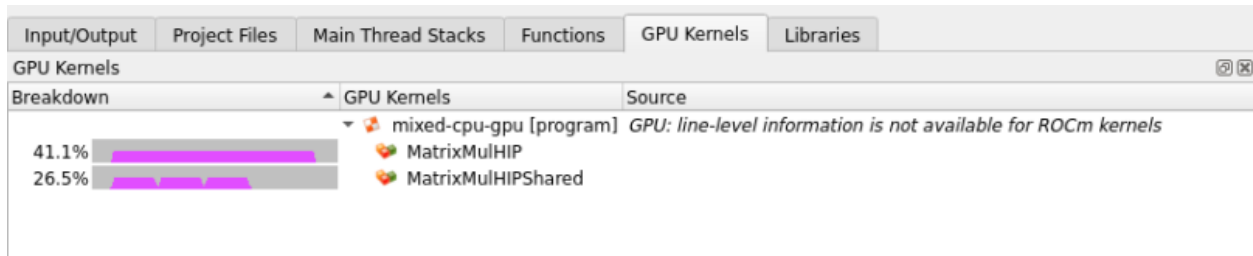 Input/Output Project Files Main Thread Stacks Functions GPU Kernels Libraries
GPU Kernels
Breakdown GPU Kernels Source
mixed-cpu-gpu [program] GPU: line-level information is not available for ROCm kernels
41.1% MatrixMulHIP
26.5% MatrixMulHIPShared